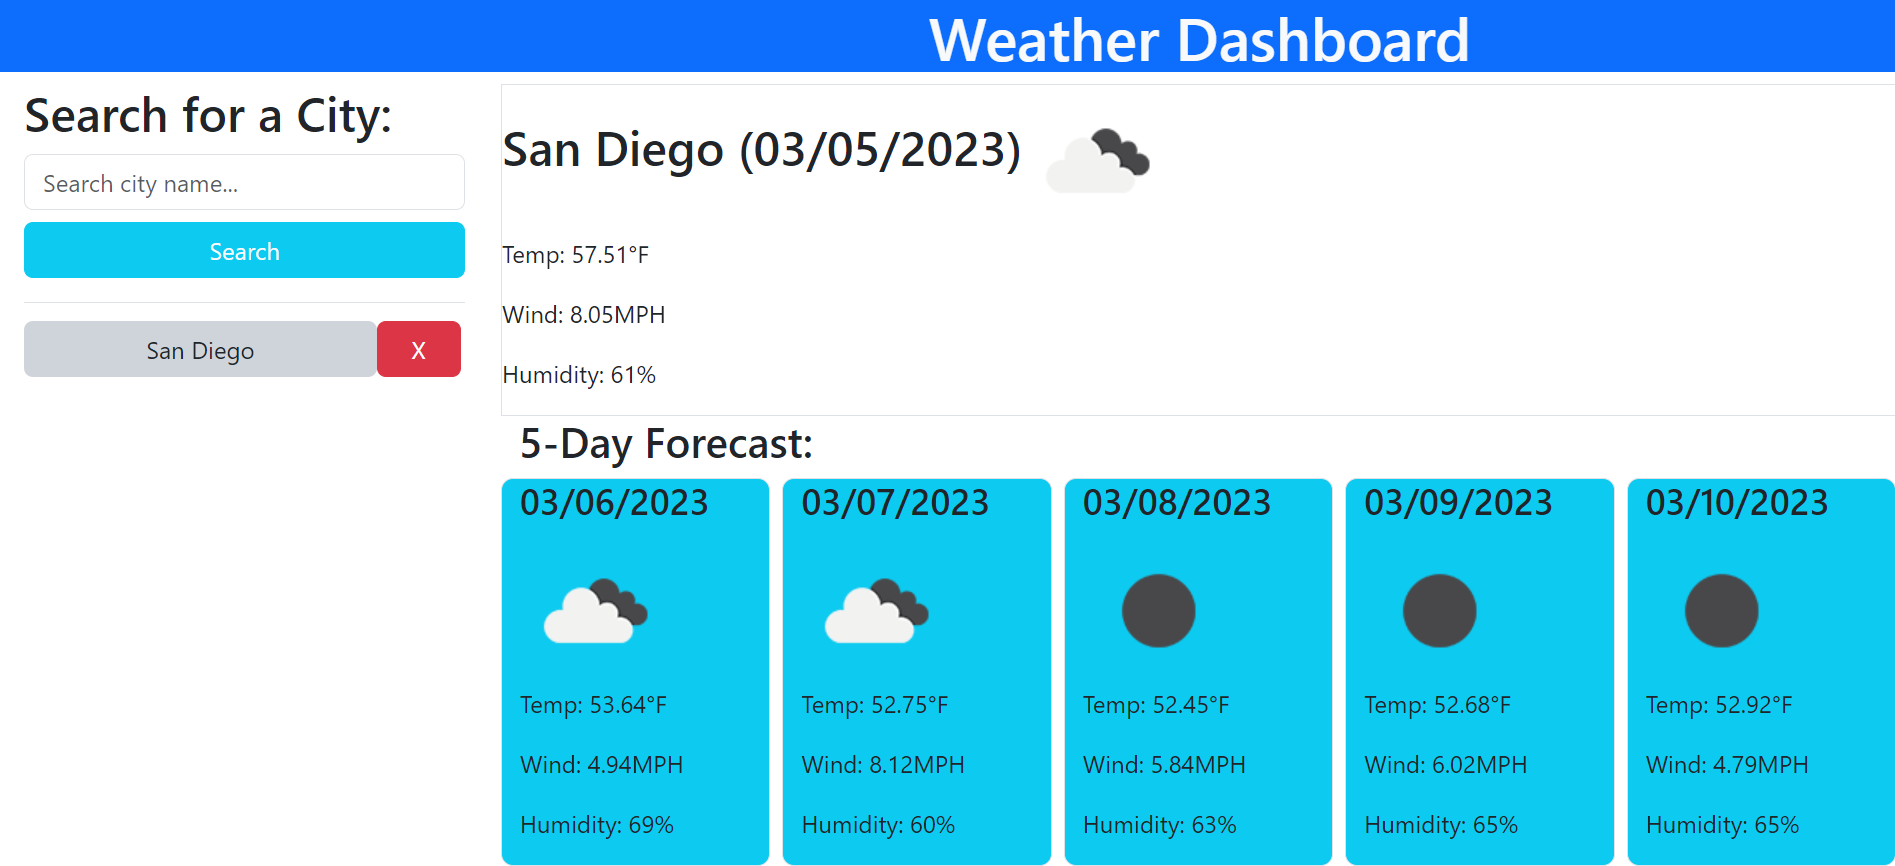 Weather Dashboard
Search for a City:
Search city name...
Search
San Diego
X
San Diego (03/05/2023)
Temp: 57.51°F
Wind: 8.05MPH
Humidity: 61%
5-Day Forecast:
03/06/2023
Temp: 53.64°F
Wind: 4.94MPH
Humidity: 69%
03/07/2023
Temp: 52.75°F
Wind: 8.12MPH
Humidity: 60%
03/08/2023
Temp: 52.45°F
Wind: 5.84MPH
Humidity: 63%
03/09/2023
Temp: 52.68°F
Wind: 6.02MPH
Humidity: 65%
03/10/2023
Temp: 52.92°F
Wind: 4.79MPH
Humidity: 65%